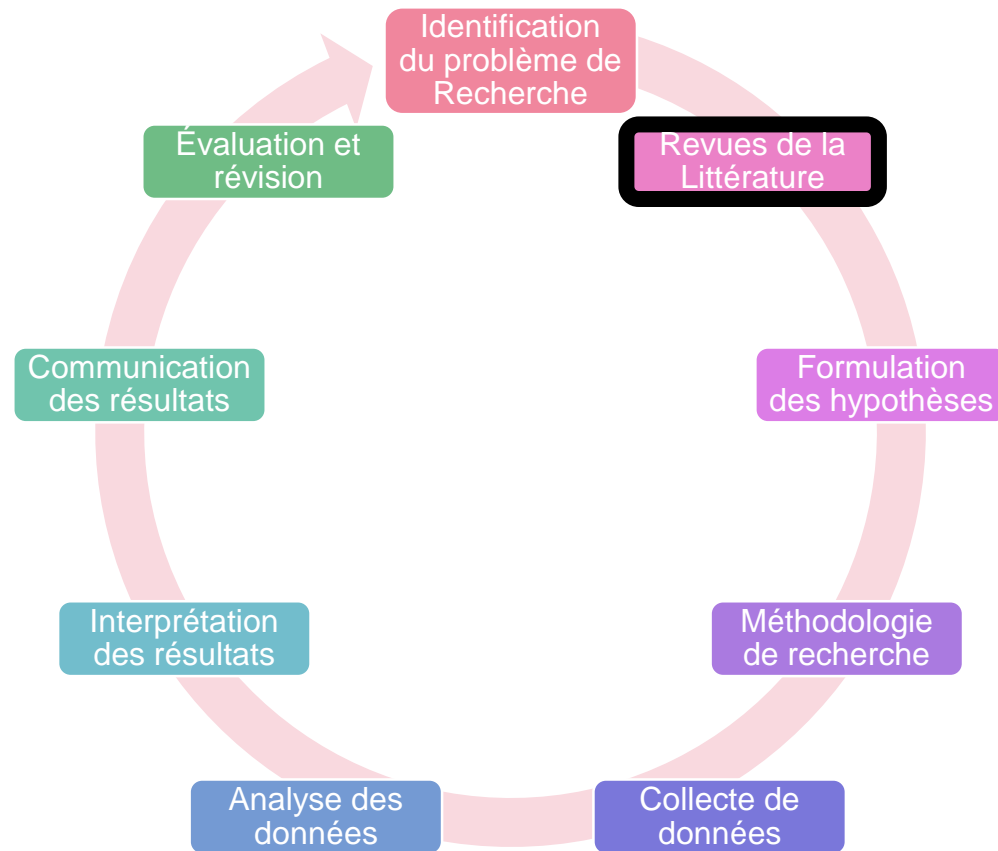 Identification
du problème de
Recherche
Revues de la
Littérature
Formulation
des hypothèses
Méthodologie
de recherche
Collecte de
données
Analyse des
données
Interprétation
des résultats
Communication
des résultats
Évaluation et
révision